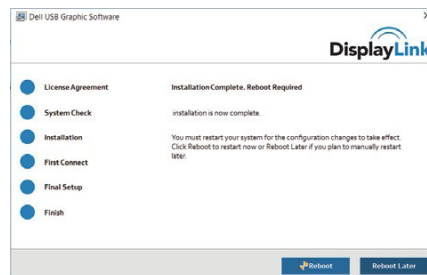 Dell USB Graphic Software
DisplayLink
License Agreement
Installation Complete. Reboot Required
System Check
installation is now complete.
Installation
You must restart your system for the configuration changes to take effect.
Click Reboot to restart now or Reboot Later if you plan to manually restart
later.
First Connect
Final Setup
Finish
Reboot
Reboot Later